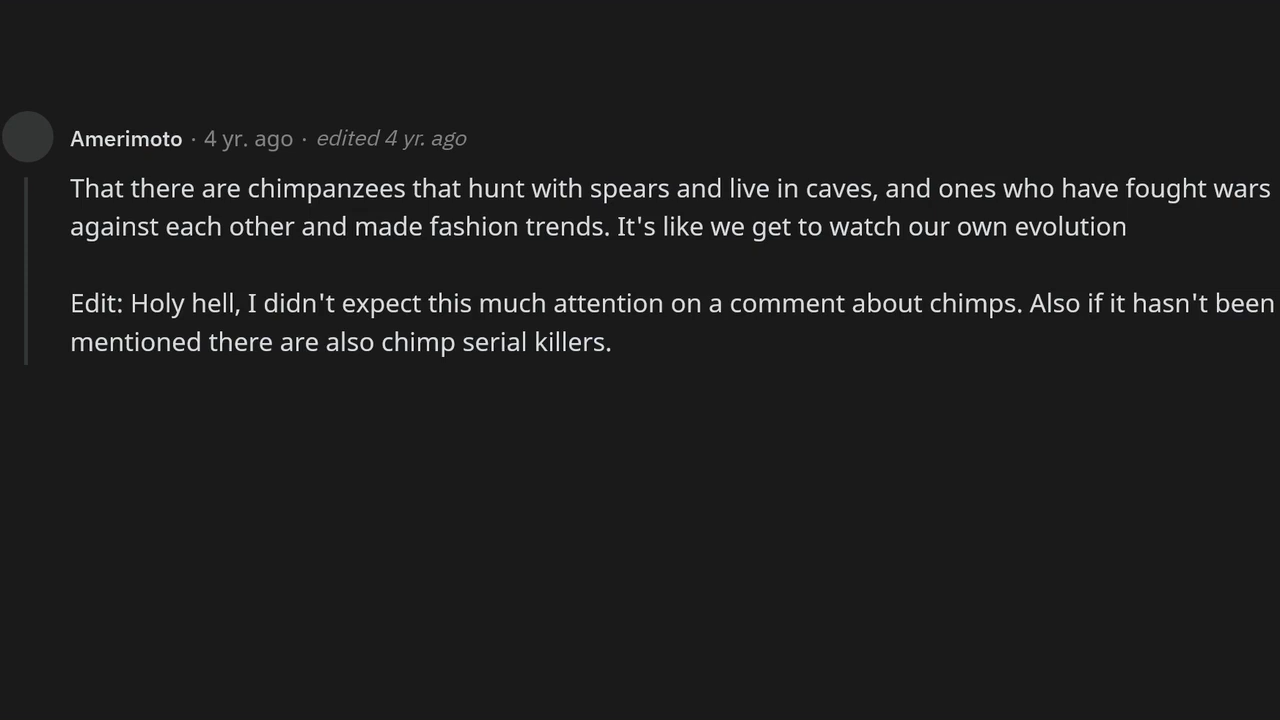 Amerimoto · 4 yr. ago · edited 4 yr. ago
That there are chimpanzees that hunt with spears and live in caves, and ones who have fought wars
against each other and made fashion trends. It's like we get to watch our own evolution
Edit: Holy hell, I didn't expect this much attention on a comment about chimps. Also if it hasn't been
mentioned there are also chimp serial killers.